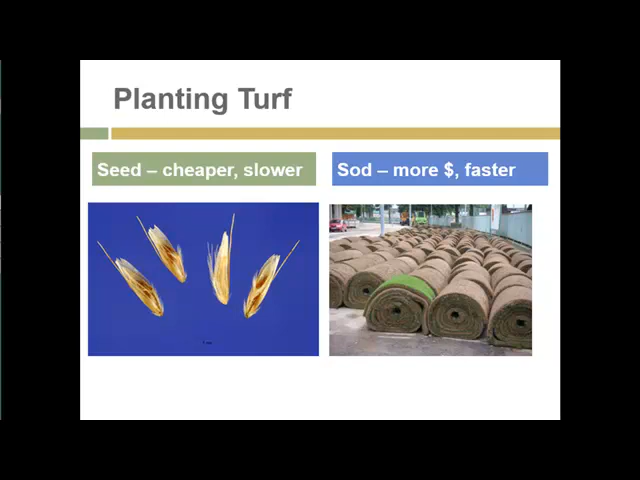 Planting Turf
Seed – cheaper, slower
Sod – more $, faster